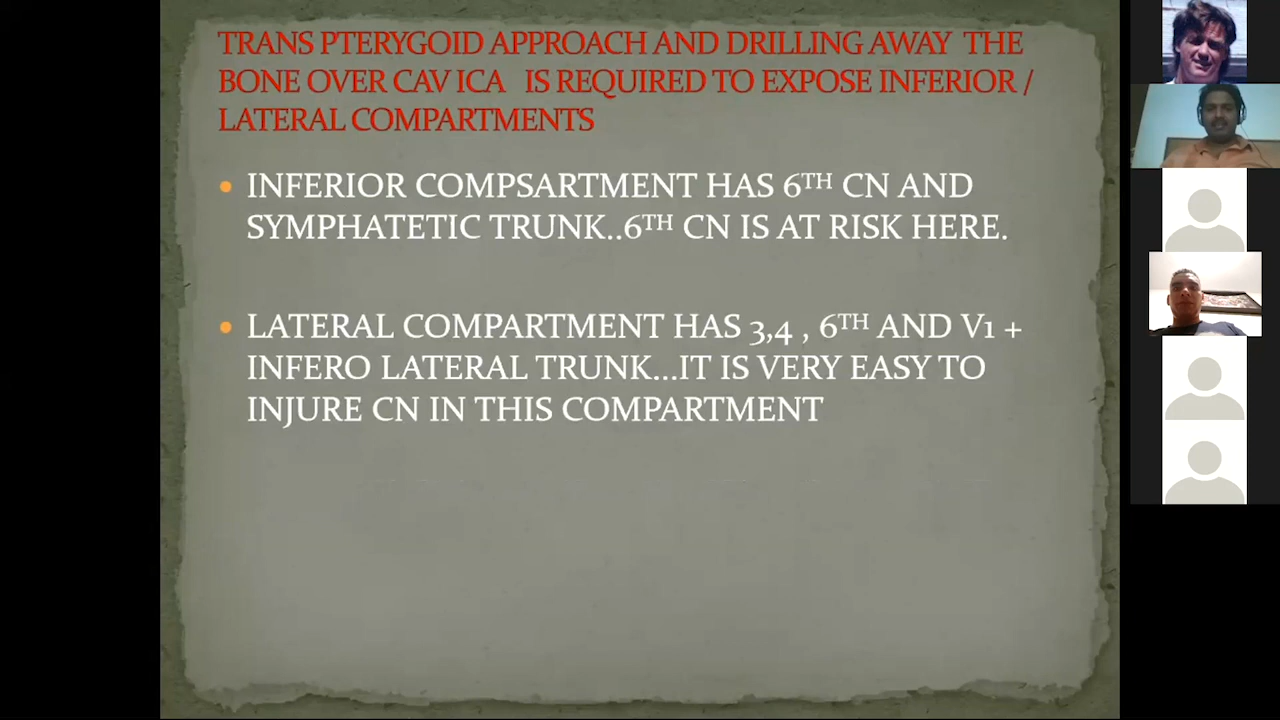 TRANS PTERYGOID APPROACH AND DRILLING AWAY THE
BONE OVER CAV ICA IS REQUIRED TO EXPOSE INFERIOR /
LATERAL COMPARTMENTS
• INFERIOR COMPSARTMENT HAS 6TH CN AND
SYMPHATETIC TRUNK..6TH CN IS AT RISK HERE.
• LATERAL COMPARTMENT HAS 3,4 , 6TH AND V1 +
INFERO LATERAL TRUNK...IT IS VERY EASY TO
INJURE CN IN THIS COMPARTMENT